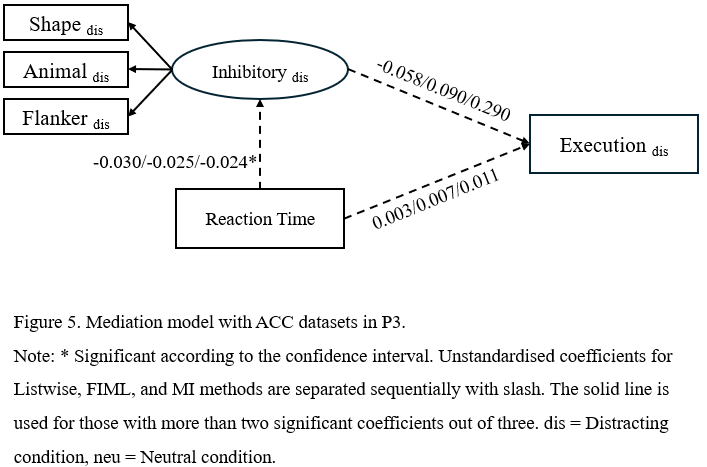 Shape dis
Animal dis
Flanker dis
Inhibitory dis
-0.058/0.090/0.290
Execution dis
-0.030/-0.025/-0.024*
Reaction Time
0.003/0.007/0.011
Figure 5. Mediation model with ACC datasets in P3.
Note: * Significant according to the confidence interval. Unstandardised coefficients for
Listwise, FIML, and MI methods are separated sequentially with slash. The solid line is
used for those with more than two significant coefficients out of three. dis = Distracting
condition, neu = Neutral condition.